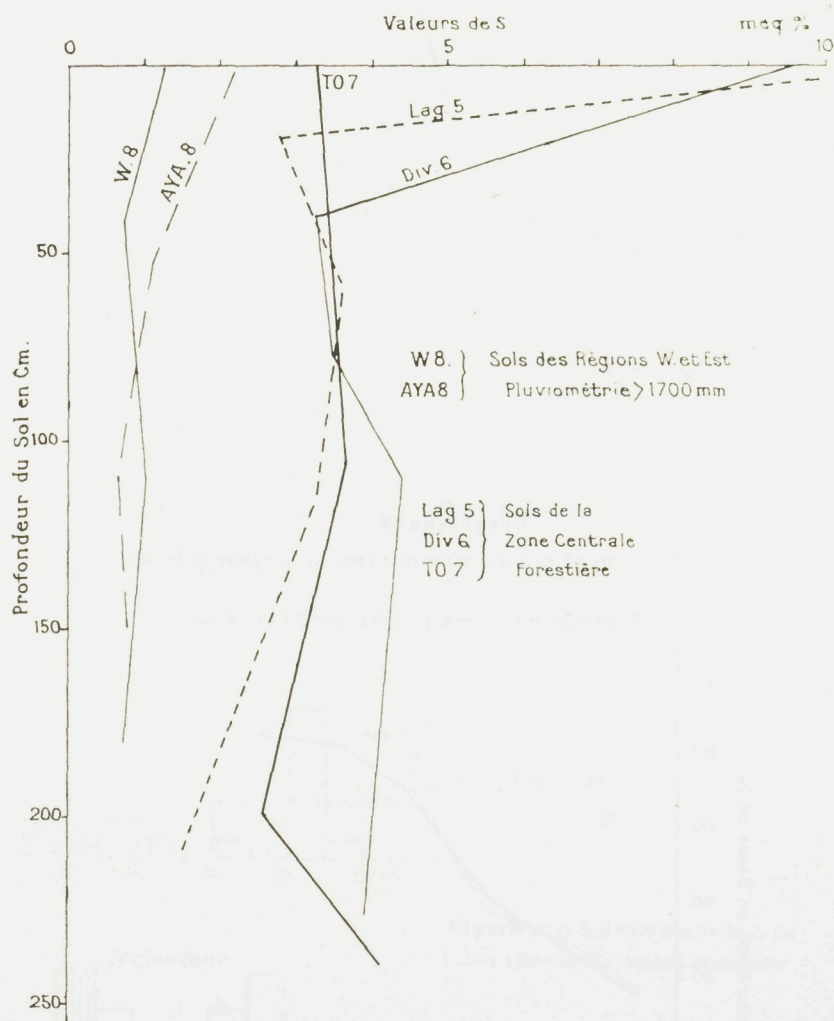 Valeurs de S meq. %
0 5 10
TO 7
Lag 5
Div. 6
W. 8
AYA. 8
50
100
150
200
250
Profondeur du Sol en Cm.
W 8. } Sols des Régions W. et Est
AYA8 } Pluviométrie > 1700 mm
Lag 5 } Sols de la
Div 6 } Zone Centrale
TO 7 } Forestière